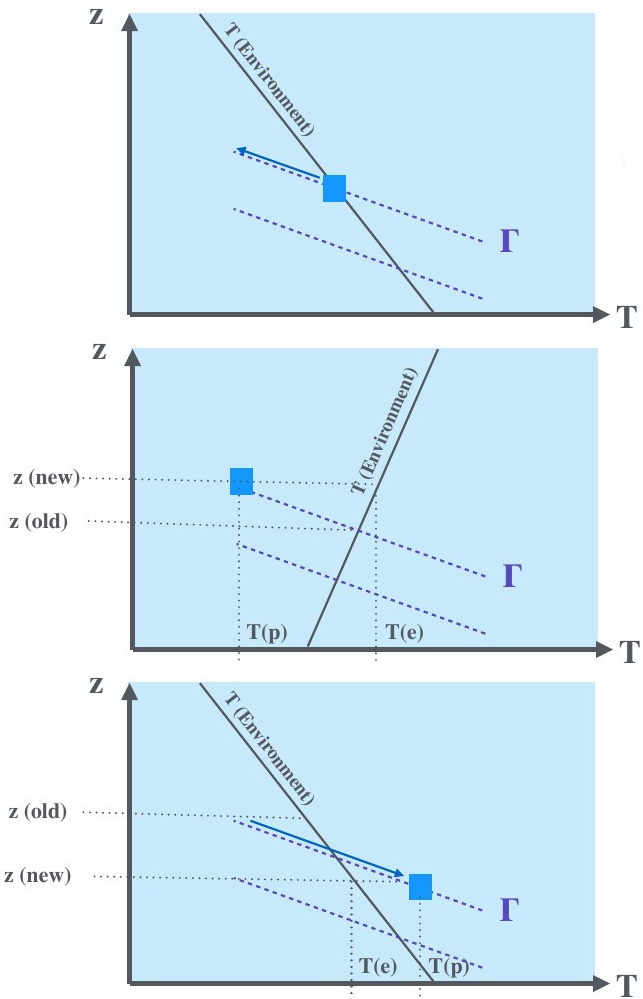 z
T (Environment)
Γ
T
z
T (Environment)
z (new)
z (old)
Γ
T(p)
T(e)
T
z
T (Environment)
z (old)
z (new)
Γ
T(e)
T(p)
T